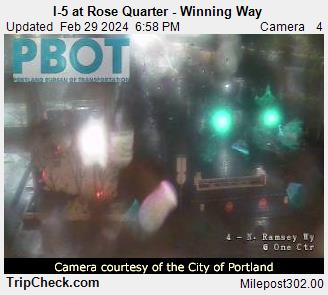 I-5 at Rose Quarter - Winning Way
Updated Feb 29 2024 6:58 PM Camera 4
PBOT
PORTLAND BUREAU OF TRANSPORTATION
4 - N. Ramsey Wy
@ One Ctr
Camera courtesy of the City of Portland
TripCheck.com Milepost302.00